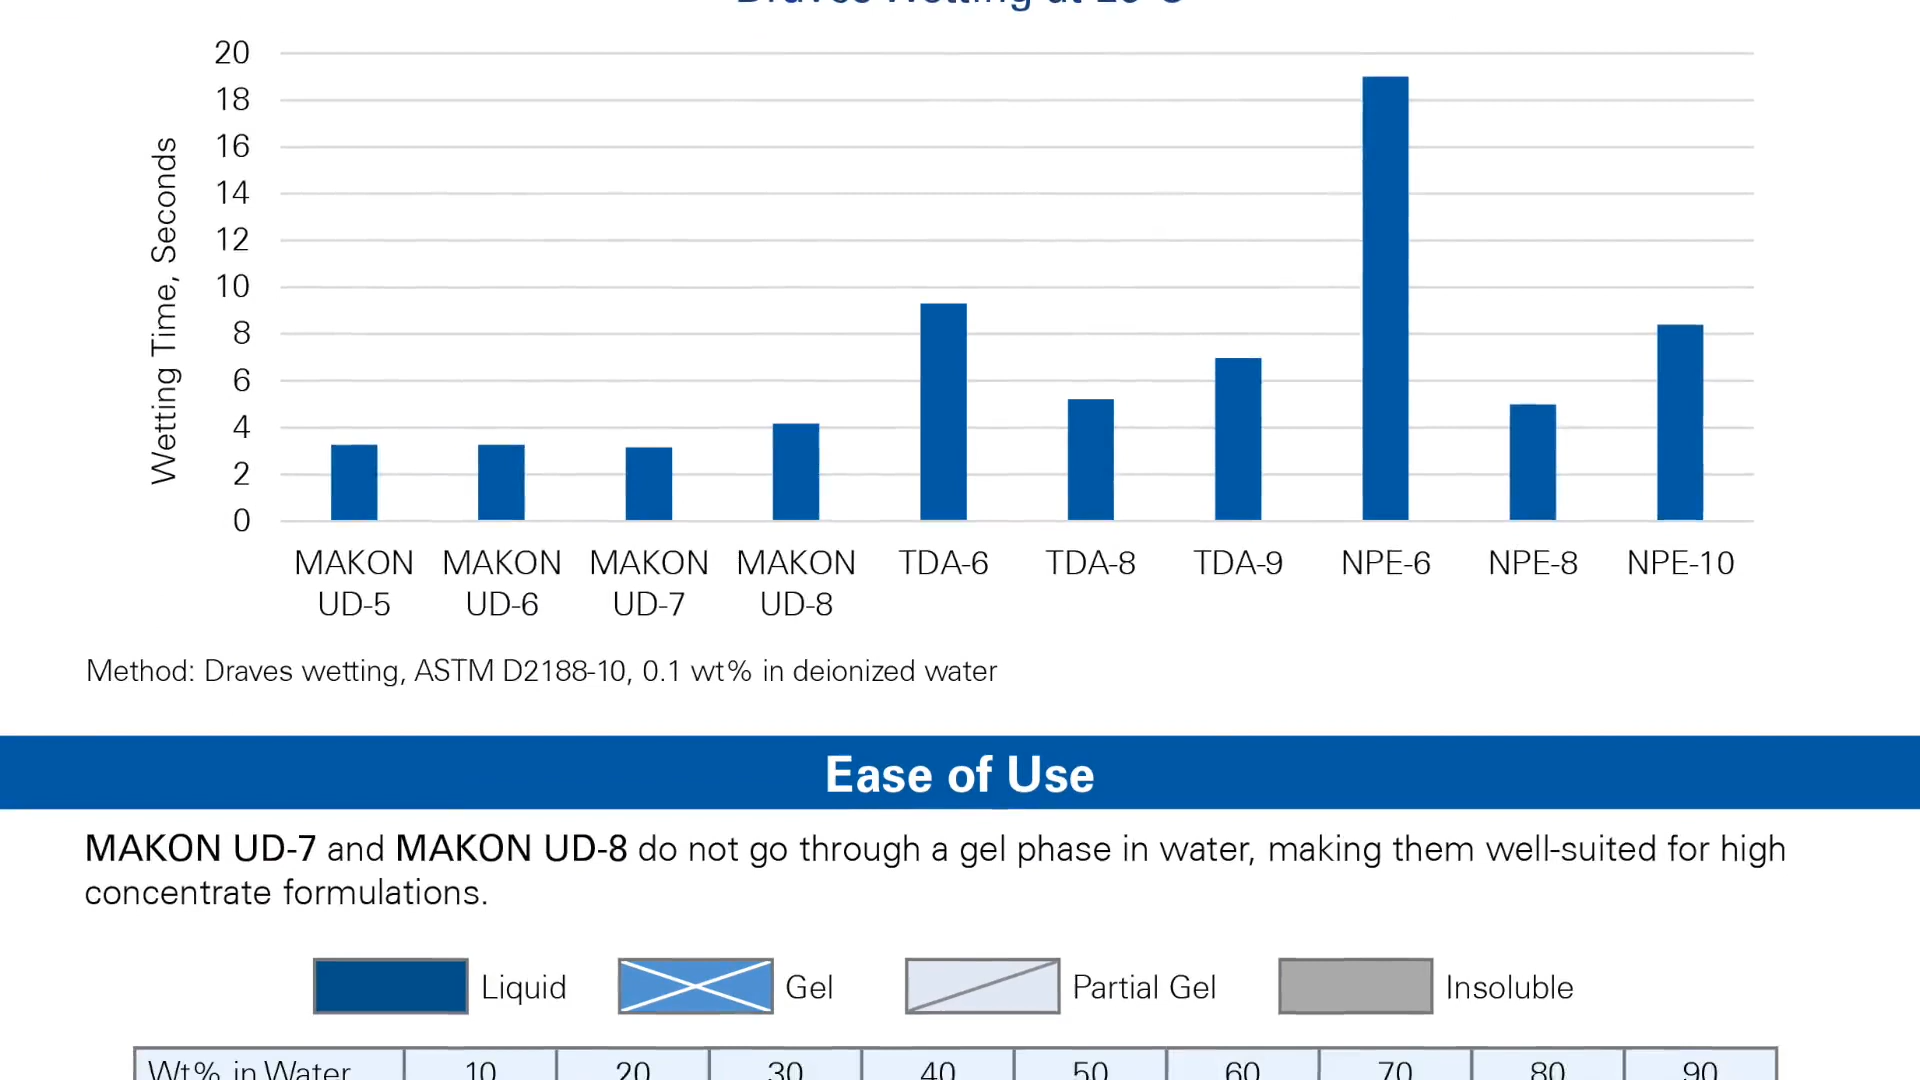 Draves Wetting at 25°C
20
18
16
14
12
10
8
6
4
2
0
Wetting Time, Seconds
MAKON UD-5
MAKON UD-6
MAKON UD-7
MAKON UD-8
TDA-6
TDA-8
TDA-9
NPE-6
NPE-8
NPE-10
Method: Draves wetting, ASTM D2188-10, 0.1 wt% in deionized water
Ease of Use
MAKON UD-7 and MAKON UD-8 do not go through a gel phase in water, making them well-suited for high
concentrate formulations.
Liquid
Gel
Partial Gel
Insoluble
Wt% in Water 10 20 30 40 50 60 70 80 90